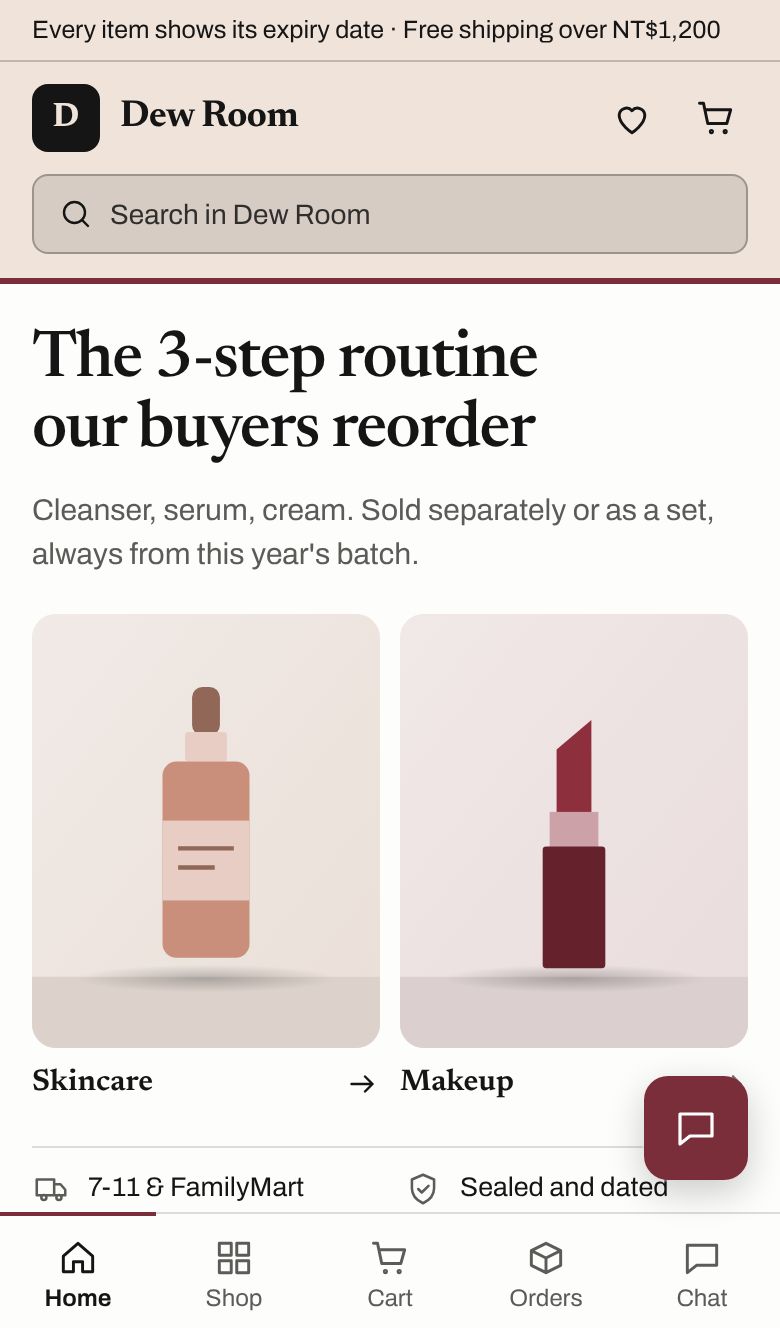 Every item shows its expiry date · Free shipping over NT$1,200
D
Dew Room
Search in Dew Room
The 3-step routine
our buyers reorder
Cleanser, serum, cream. Sold separately or as a set,
always from this year's batch.
Skincare
Makeup
7-11 & FamilyMart
Sealed and dated
Home
Shop
Cart
Orders
Chat